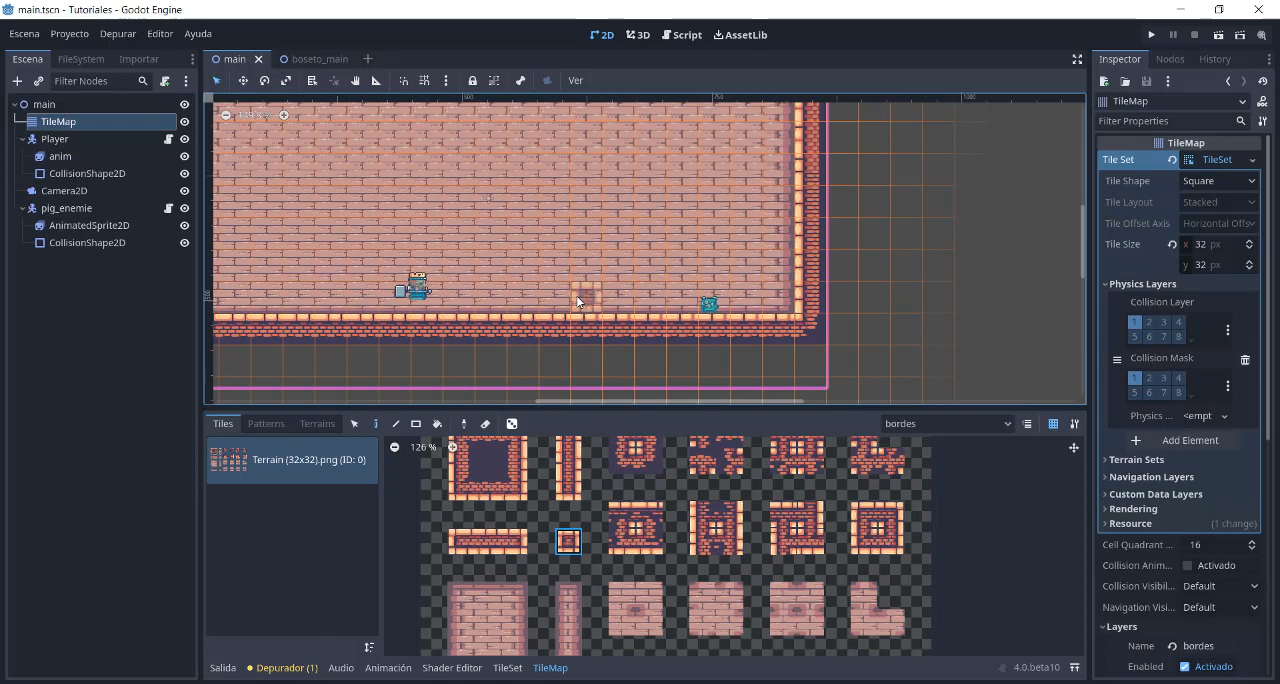 main.tscn - Tutoriales - Godot Engine
Escena Proyecto Depurar Editor Ayuda
2D 3D Script AssetLib
Escena FileSystem Importar
Filter Nodes
main
TileMap
Player
anim
CollisionShape2D
Camera2D
pig_enemie
AnimatedSprite2D
CollisionShape2D
main boseto_main
Ver
500 750 1000
500
Tiles Patterns Terrains
bordes
Terrain (32x32).png (ID: 0)
126 %
Salida Depurador (1) Audio Animación Shader Editor TileSet TileMap
4.0.beta10
Inspector Nodes History
TileMap
Filter Properties
TileMap
Tile Set TileSet
Tile Shape Square
Tile Layout Stacked
Tile Offset Axis Horizontal Offs
Tile Size x 32 px
y 32 px
Physics Layers
Collision Layer
1 2 3 4
5 6 7 8
Collision Mask
1 2 3 4
5 6 7 8
Physics ... <empt
Add Element
Terrain Sets
Navigation Layers
Custom Data Layers
Rendering
Resource (1 change)
Cell Quadrant ... 16
Collision Anim... Activado
Collision Visibil... Default
Navigation Visi... Default
Layers
Name bordes
Enabled Activado